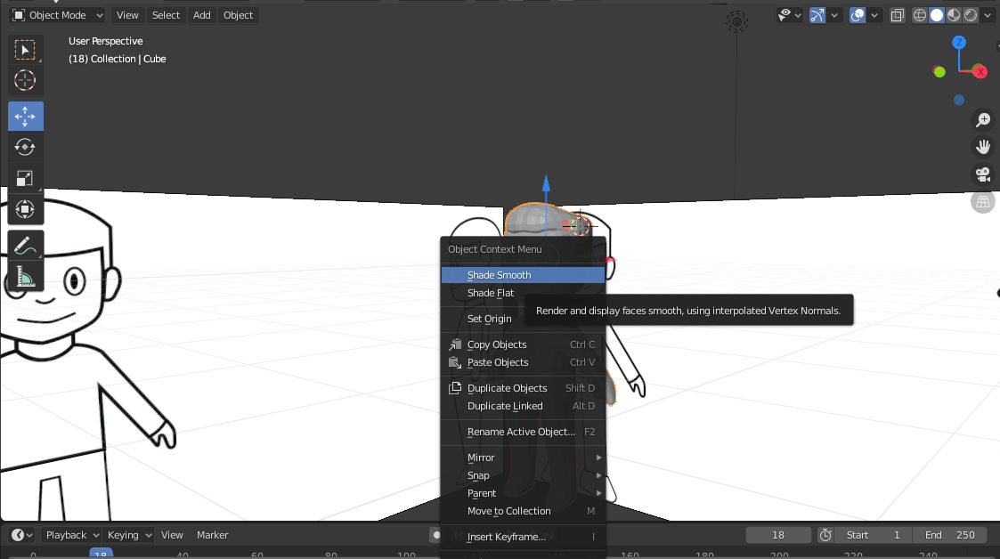 Object Mode View Select Add Object
User Perspective
(18) Collection | Cube
Z
X
Object Context Menu
Shade Smooth
Shade Flat
Render and display faces smooth, using interpolated Vertex Normals.
Set Origin
Copy Objects Ctrl C
Paste Objects Ctrl V
Duplicate Objects Shift D
Duplicate Linked Alt D
Rename Active Object... F2
Mirror
Snap
Parent
Move to Collection M
Insert Keyframe... I
Playback Keying View Marker 18 Start 1 End 250
0 18 40 60 80 100 160 180 200 220 240